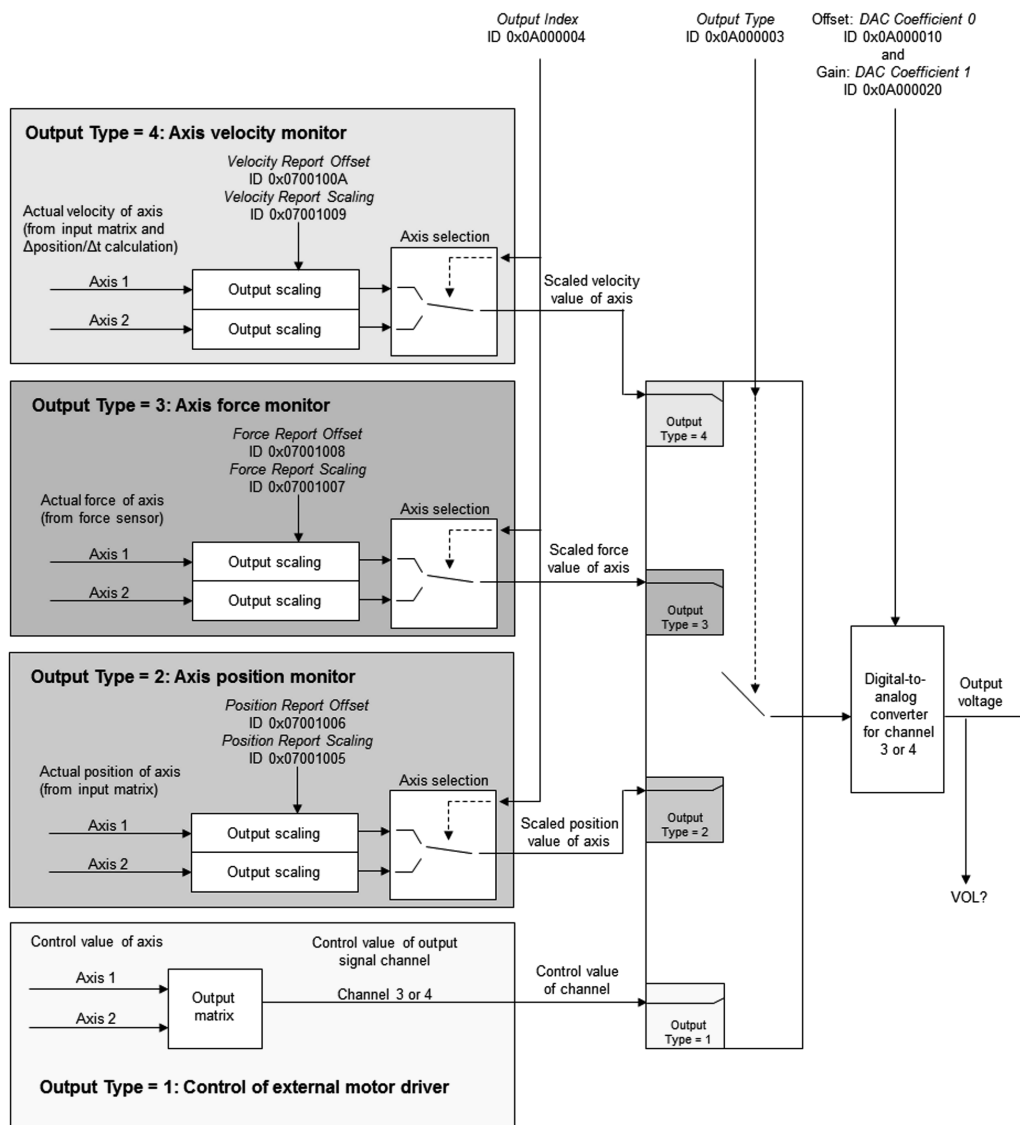 Output Index
ID 0x0A000004
Output Type
ID 0x0A000003
Offset: DAC Coefficient 0
ID 0x0A000010
and
Gain: DAC Coefficient 1
ID 0x0A000020
Output Type = 4: Axis velocity monitor
Velocity Report Offset
ID 0x0700100A
Velocity Report Scaling
ID 0x07001009
Actual velocity of axis
(from input matrix and
Δposition/Δt calculation)
Axis selection
Axis 1
Output scaling
Axis 2
Output scaling
Scaled velocity
value of axis
Output
Type = 4
Output Type = 3: Axis force monitor
Force Report Offset
ID 0x07001008
Force Report Scaling
ID 0x07001007
Actual force of axis
(from force sensor)
Axis selection
Axis 1
Output scaling
Axis 2
Output scaling
Scaled force
value of axis
Output
Type = 3
Output Type = 2: Axis position monitor
Position Report Offset
ID 0x07001006
Position Report Scaling
ID 0x07001005
Actual position of axis
(from input matrix)
Axis selection
Axis 1
Output scaling
Axis 2
Output scaling
Scaled position
value of axis
Output
Type = 2
Digital-to-
analog
converter
for channel
3 or 4
Output
voltage
VOL?
Control value of axis
Control value of output
signal channel
Axis 1
Axis 2
Output
matrix
Channel 3 or 4
Control value
of channel
Output
Type = 1
Output Type = 1: Control of external motor driver